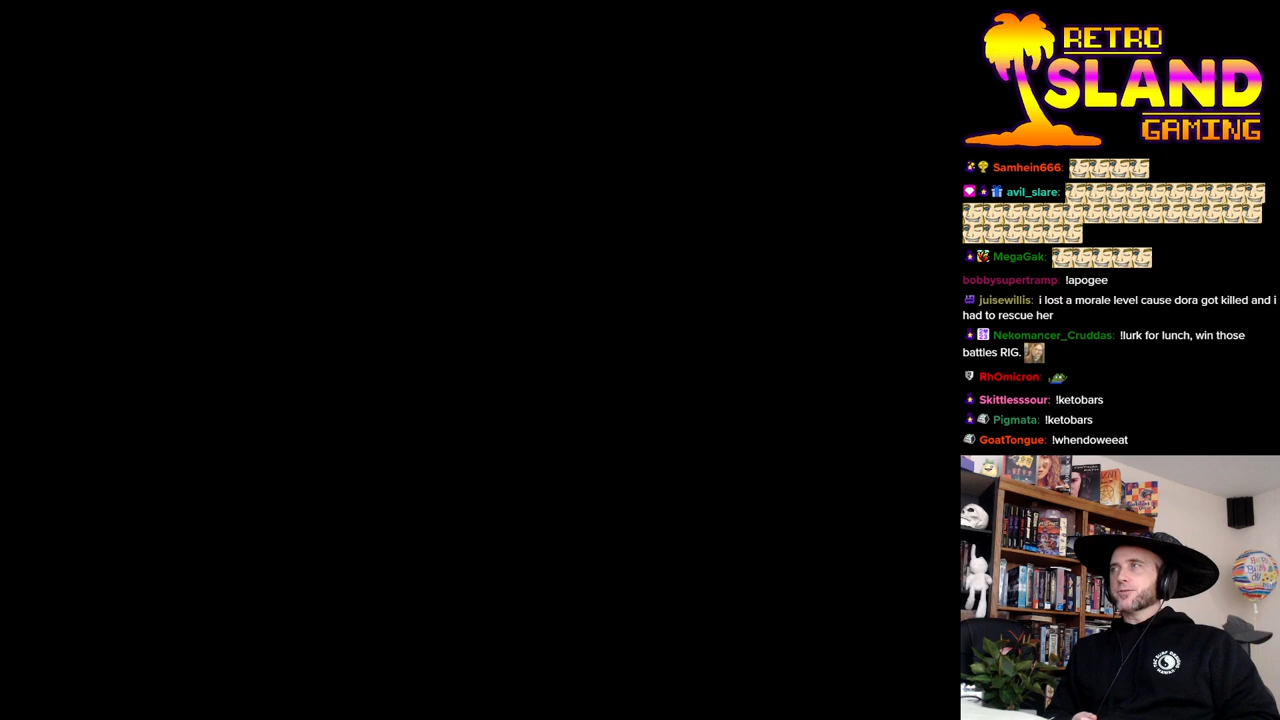 RETRO
ISLAND
GAMING
Samhein666:
avil_slare:
MegaGak:
bobbysupertramp: !apogee
juisewillis: i lost a morale level cause dora got killed and i
had to rescue her
Nekomancer_Cruddas: !lurk for lunch, win those
battles RIG.
RhOmicron:
Skittlesssour: !ketobars
Pigmata: !ketobars
GoatTongue: !whendoweeat